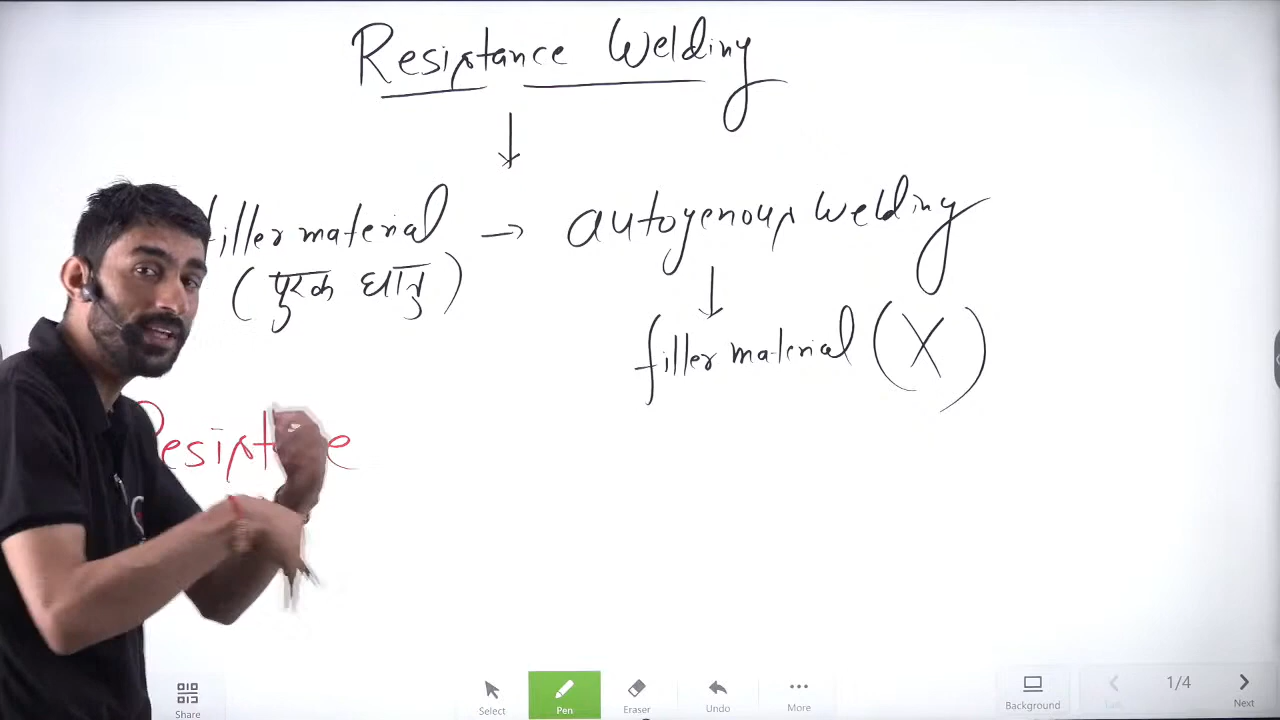 Resistance Welding
filler material → autogenous welding
(पुरक धातु)
filler material (X)
Resistance
Share
Select
Pen
Eraser
Undo
More
Background
1/4
Next